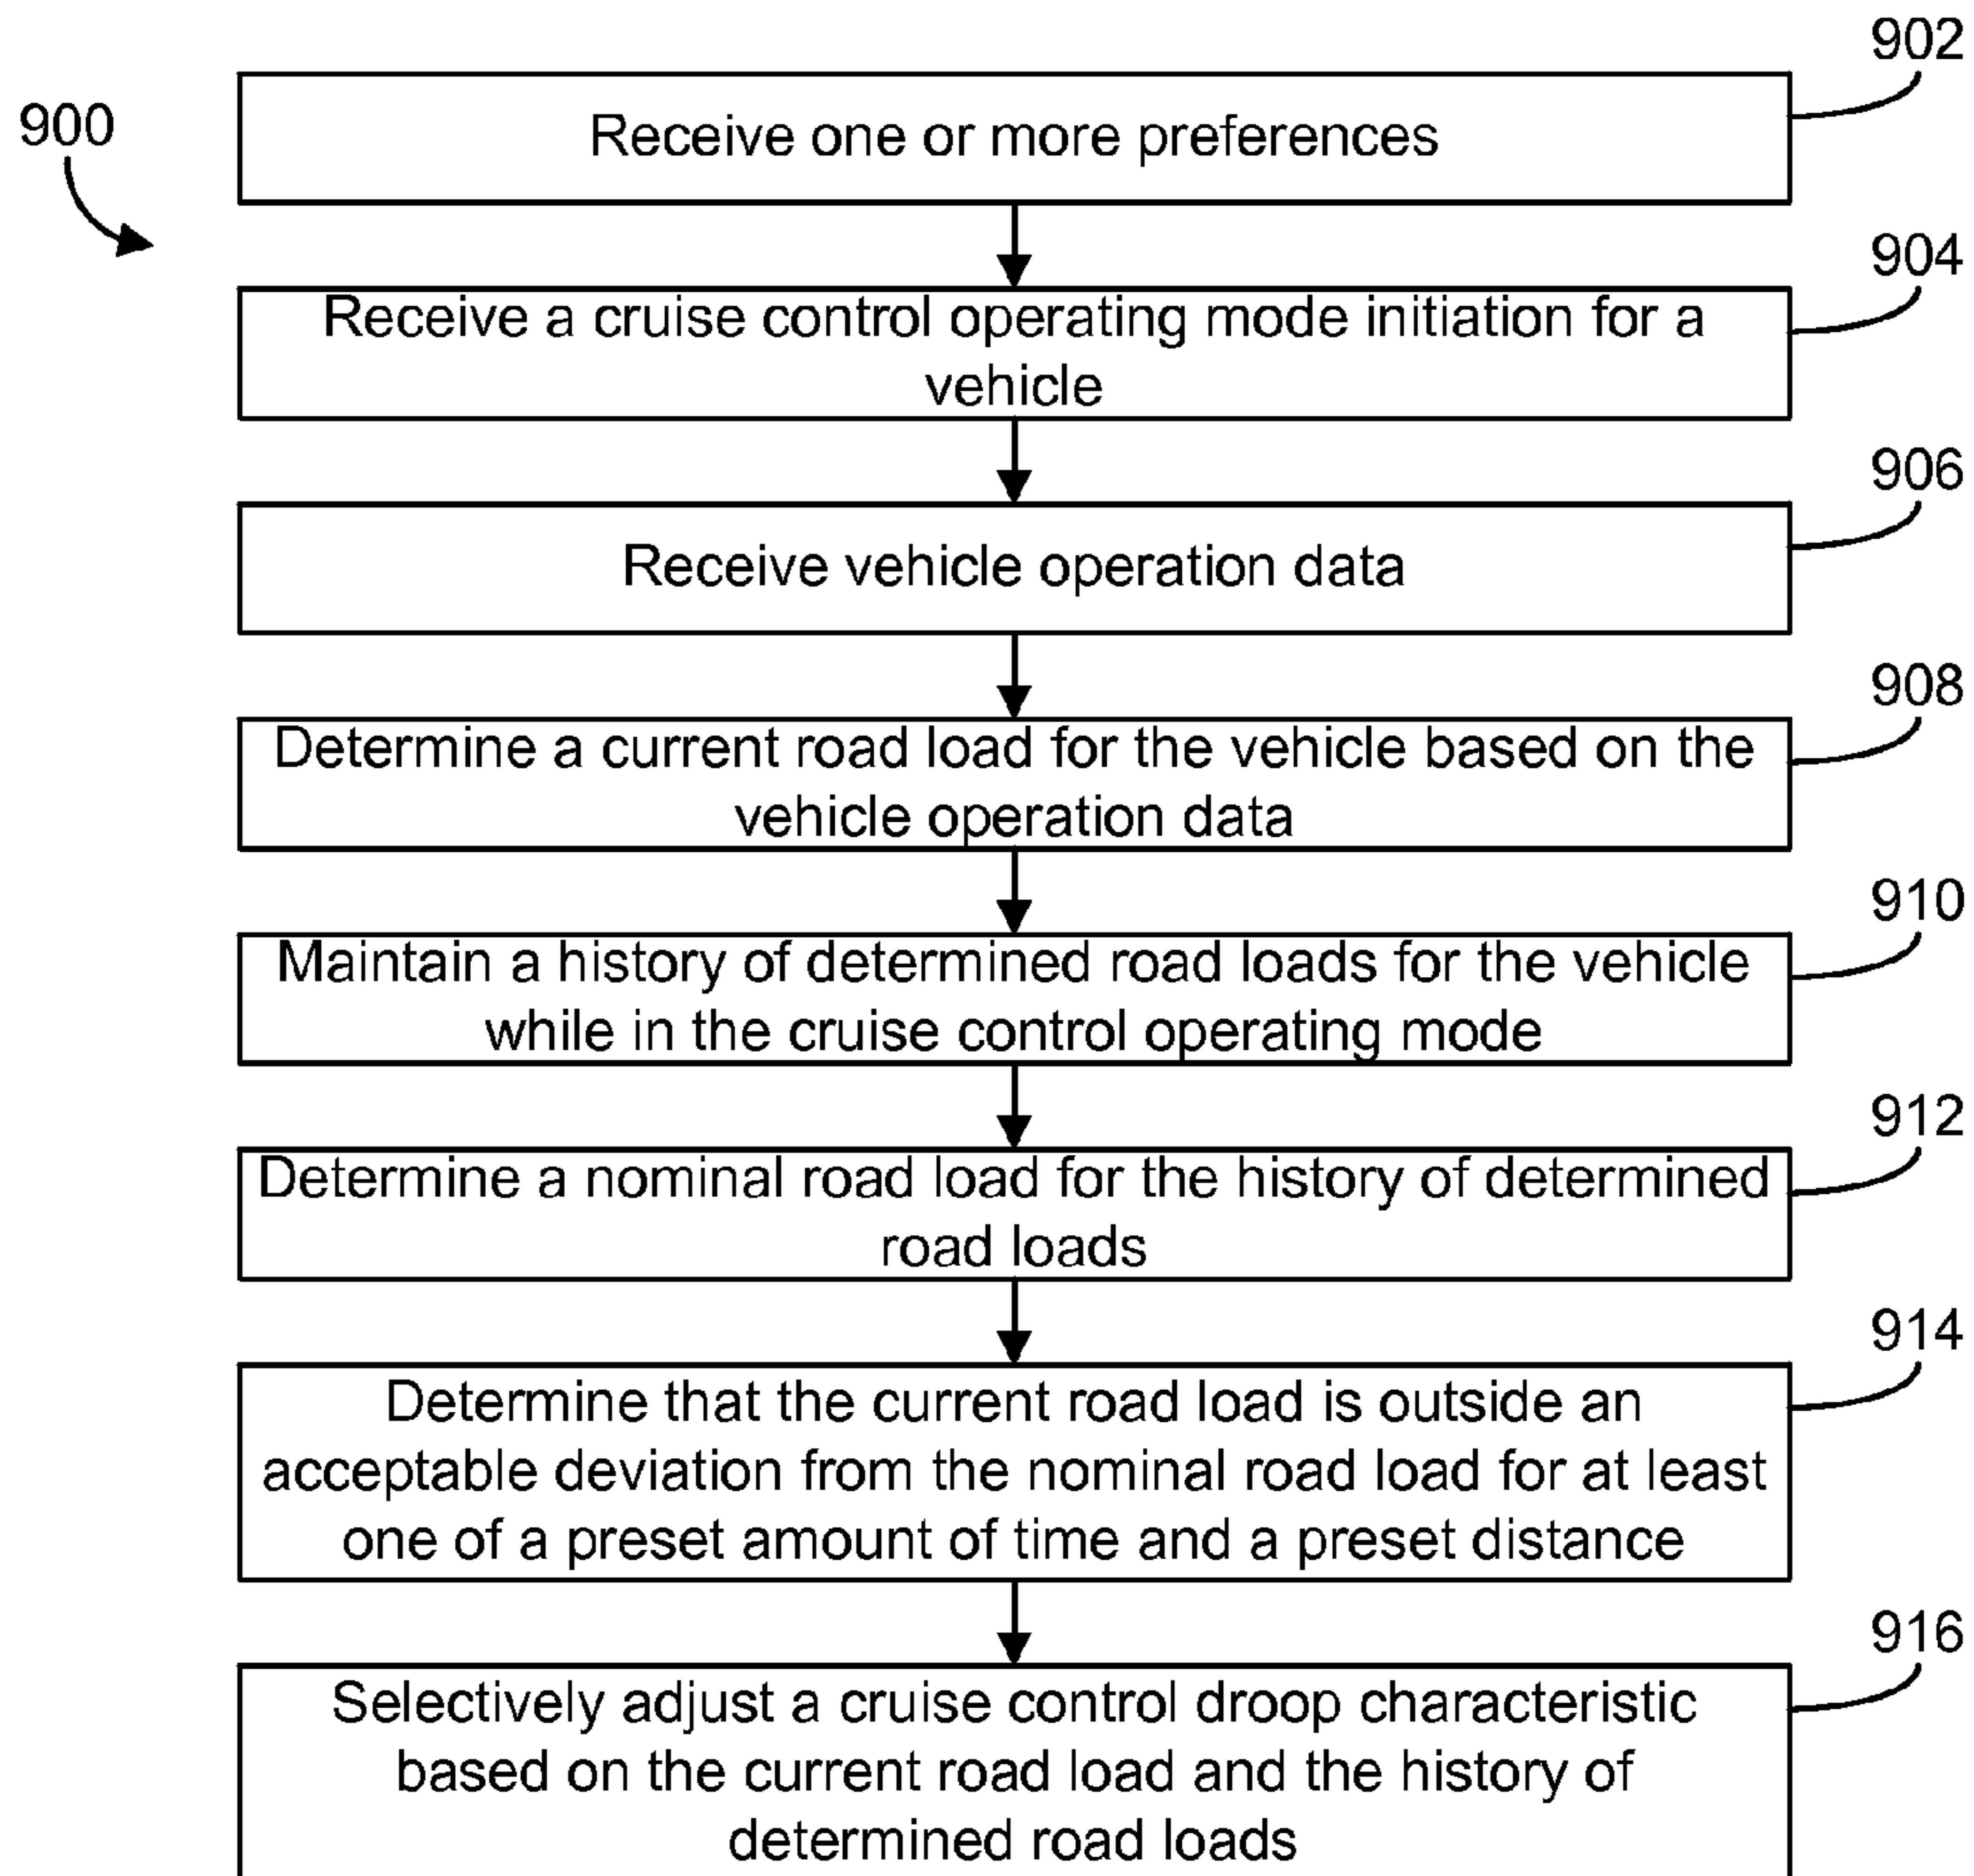 902
900
Receive one or more preferences
904
Receive a cruise control operating mode initiation for a
vehicle
906
Receive vehicle operation data
908
Determine a current road load for the vehicle based on the
vehicle operation data
910
Maintain a history of determined road loads for the vehicle
while in the cruise control operating mode
912
Determine a nominal road load for the history of determined
road loads
914
Determine that the current road load is outside an
acceptable deviation from the nominal road load for at least
one of a preset amount of time and a preset distance
916
Selectively adjust a cruise control droop characteristic
based on the current road load and the history of
determined road loads